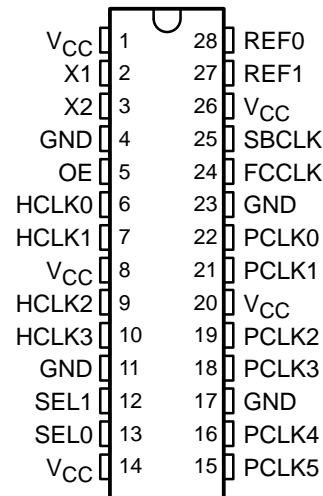 VCC 1 28 REF0
X1 2 27 REF1
X2 3 26 VCC
GND 4 25 SBCLK
OE 5 24 FCCLK
HCLK0 6 23 GND
HCLK1 7 22 PCLK0
VCC 8 21 PCLK1
HCLK2 9 20 VCC
HCLK3 10 19 PCLK2
GND 11 18 PCLK3
SEL1 12 17 GND
SEL0 13 16 PCLK4
VCC 14 15 PCLK5